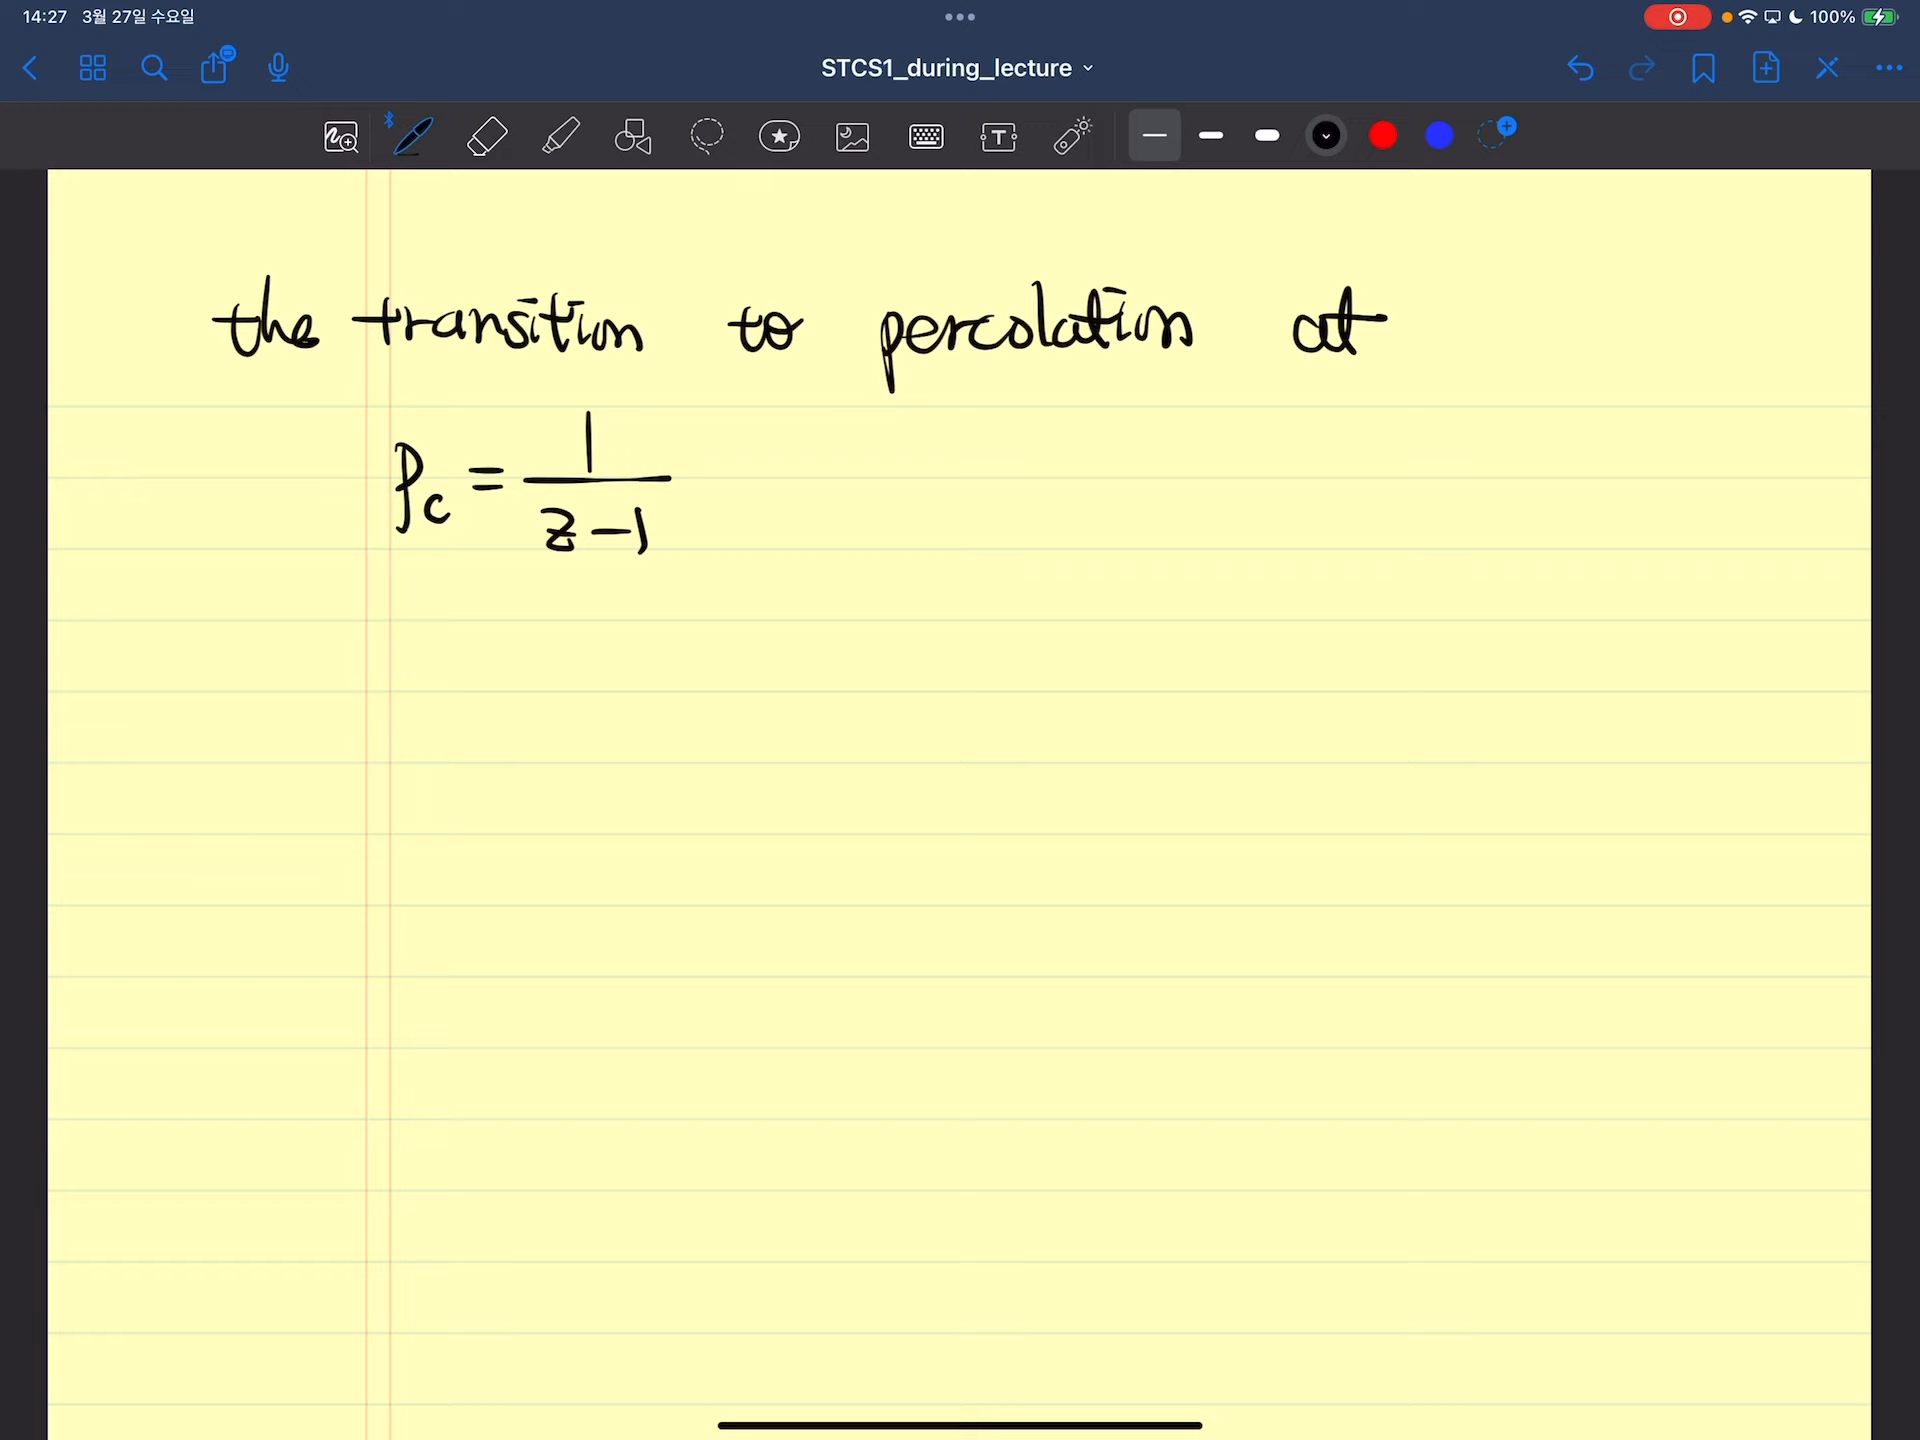 14:27 3월 27일 수요일
100%
STCS1_during_lecture
T
the transition to percolation at
Pc = 1/(z-1)